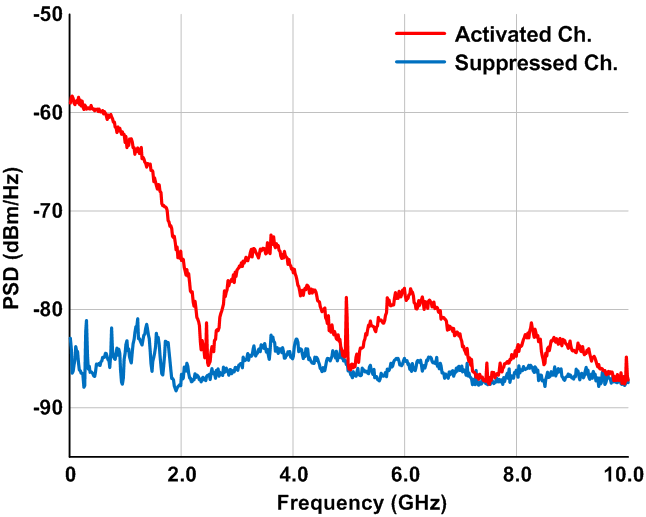 -50
Activated Ch.
Suppressed Ch.
-60
-70
-80
-90
PSD (dBm/Hz)
0 2.0 4.0 6.0 8.0 10.0
Frequency (GHz)